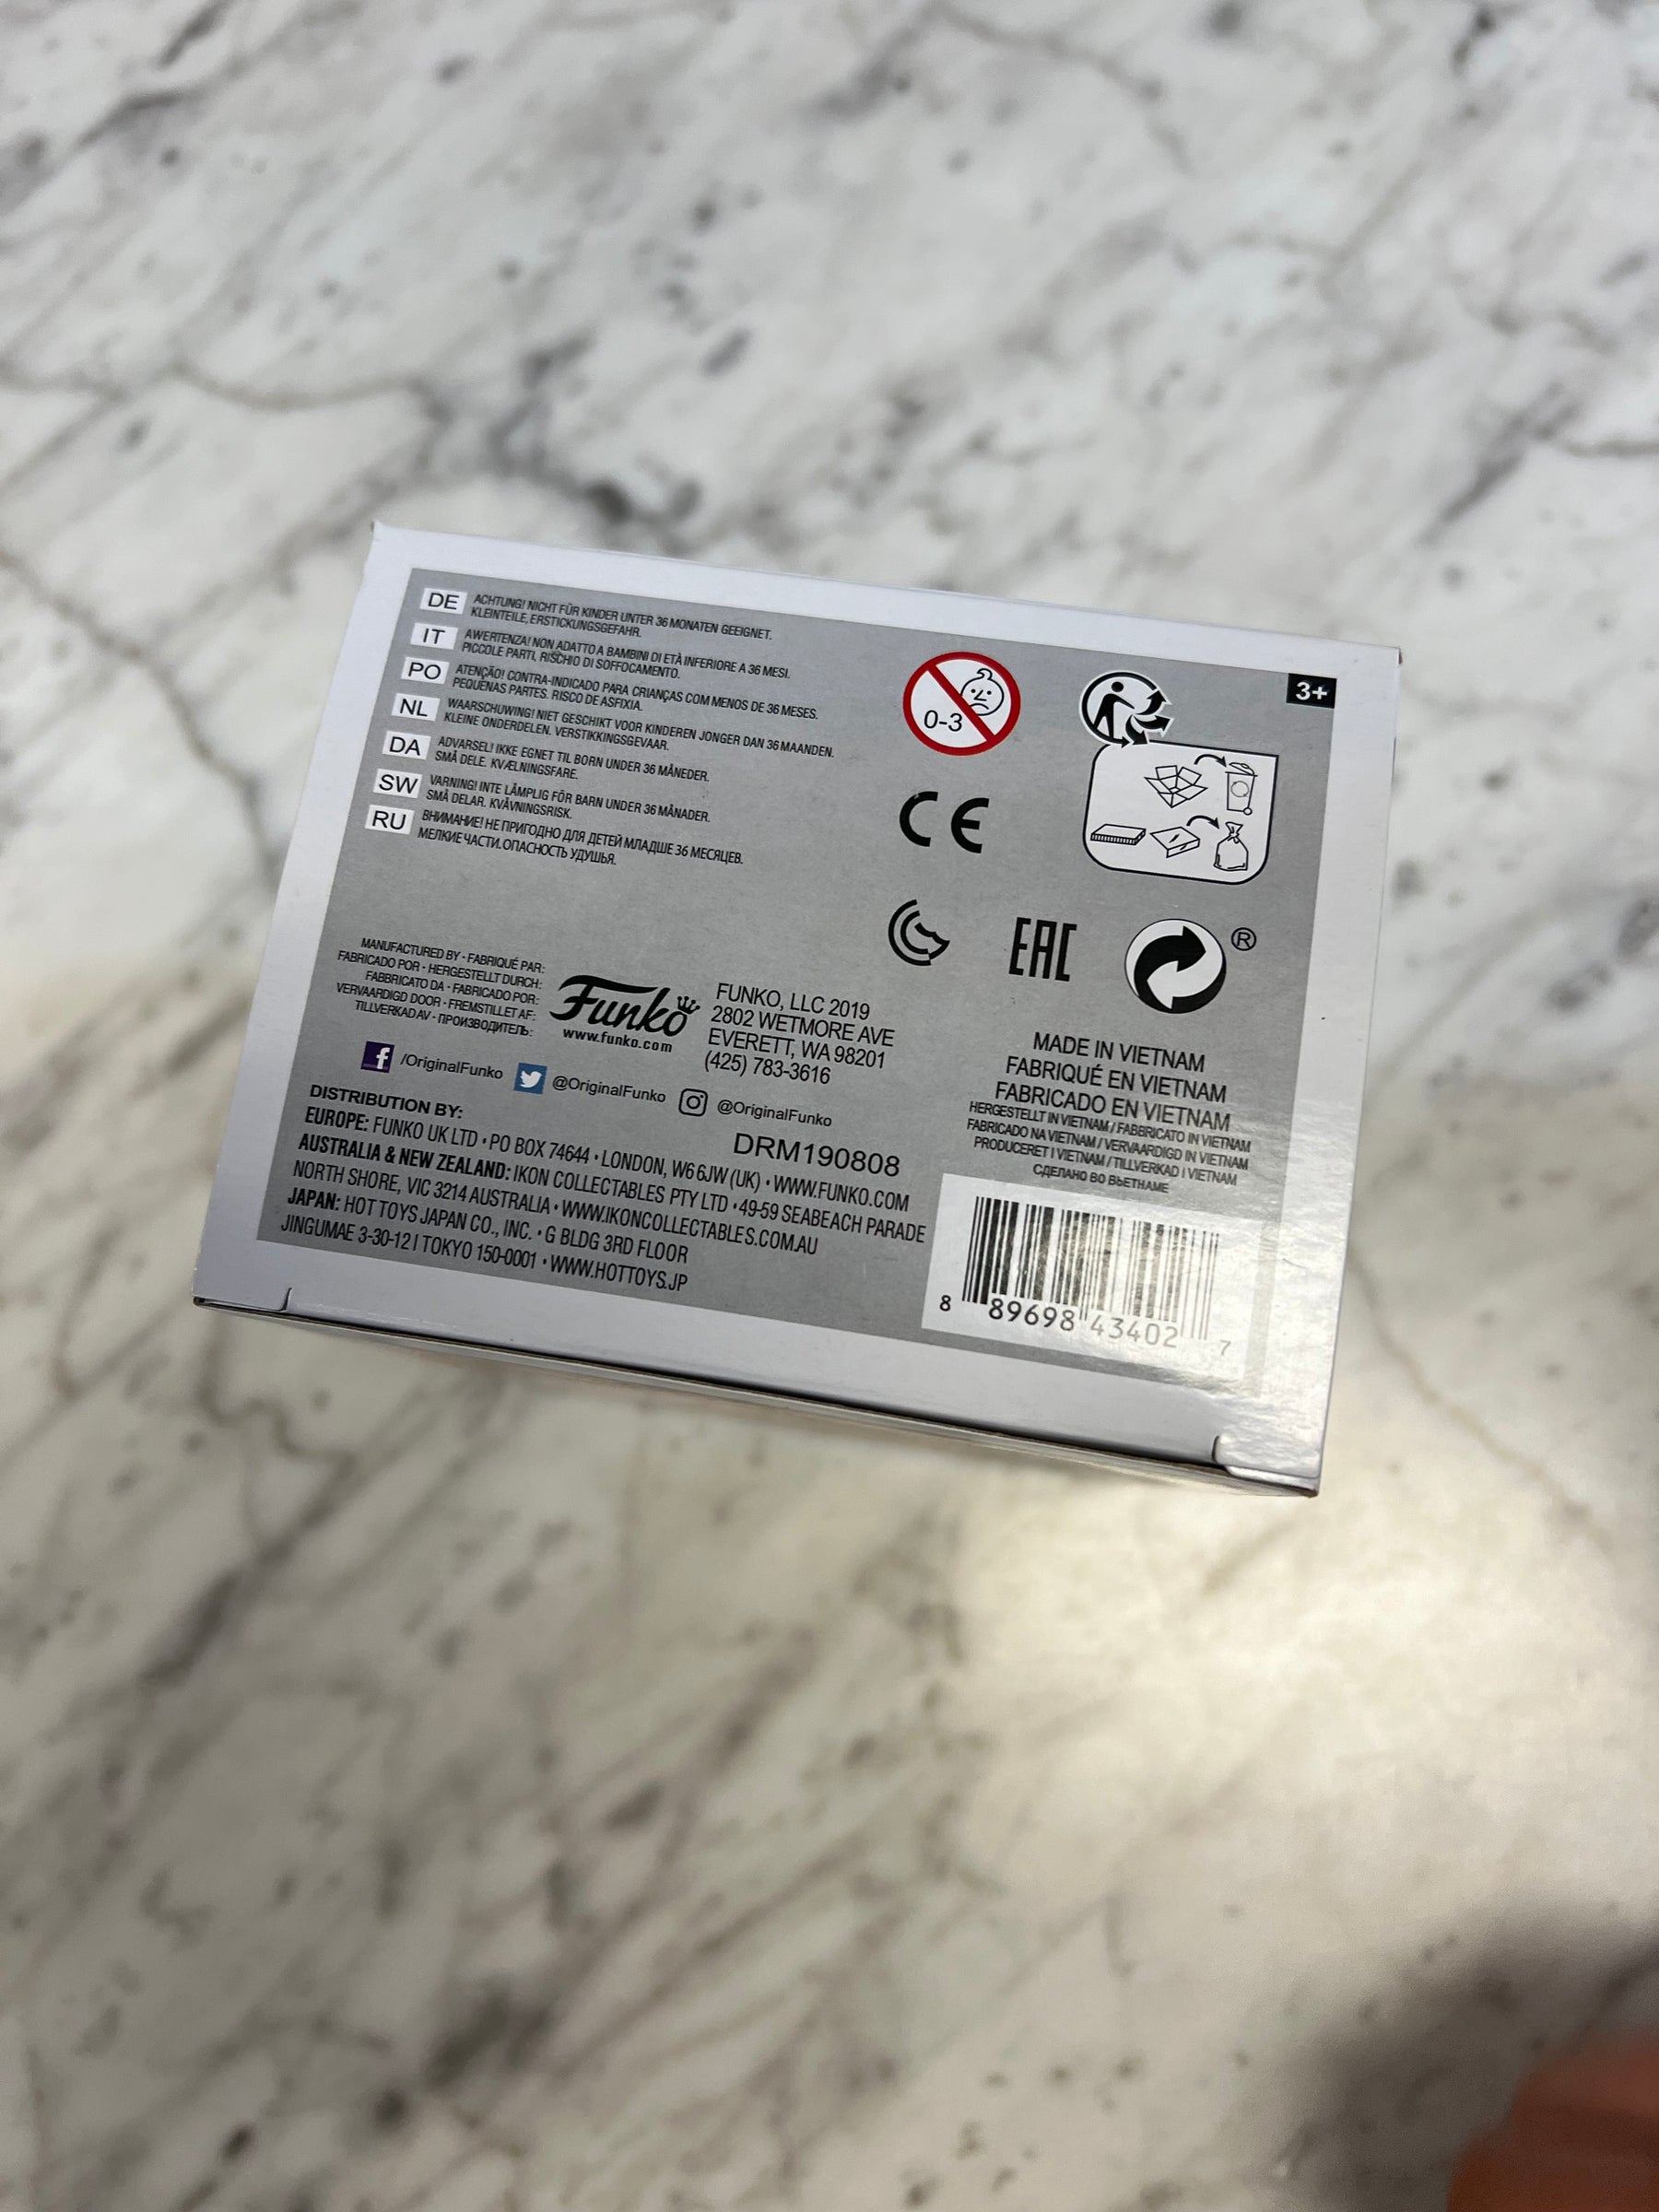 DE ACHTUNG! NICHT FÜR KINDER UNTER 36 MONATEN GEEIGNET.
KLEINTEILE, ERSTICKUNGSGEFAHR.
IT AWERTENZA! NON ADATTO A BAMBINI DI ETÀ INFERIORE A 36 MESI.
PICCOLE PARTI, RISCHIO DI SOFFOCAMENTO.
PO ATENÇÃO! CONTRA-INDICADO PARA CRIANÇAS COM MENOS DE 36 MESES.
PEQUENAS PARTES. RISCO DE ASFIXIA.
NL WAARSCHUWING! NIET GESCHIKT VOOR KINDEREN JONGER DAN 36 MAANDEN.
KLEINE ONDERDELEN. VERSTIKKINGSGEVAAR.
DA ADVARSEL! IKKE EGNET TIL BORN UNDER 36 MÅNEDER.
SMÅ DELE. KVÆLNINGSFARE.
SW VARNING! INTE LÄMPLIG FÖR BARN UNDER 36 MÅNADER.
SMÅ DELAR. KVÄVNINGSRISK.
RU ВНИМАНИЕ! НЕ ПРИГОДНО ДЛЯ ДЕТЕЙ МЛАДШЕ 36 МЕСЯЦЕВ.
МЕЛКИЕ ЧАСТИ. ОПАСНОСТЬ УДУШЬЯ.
0-3
3+
CE
EAC
®
MANUFACTURED BY • FABRIQUÉ PAR:
FABRICADO POR • HERGESTELLT DURCH:
FABBRICATO DA • FABRICADO POR:
VERVAARDIGD DOOR • FREMSTILLET AF:
TILLVERKAD AV • ПРОИЗВОДИТЕЛЬ:
Funko
www.funko.com
FUNKO, LLC 2019
2802 WETMORE AVE
EVERETT, WA 98201
(425) 783-3616
/OriginalFunko @OriginalFunko @OriginalFunko
DRM190808
DISTRIBUTION BY:
EUROPE: FUNKO UK LTD • PO BOX 74644 • LONDON, W6 6JW (UK) • WWW.FUNKO.COM
AUSTRALIA & NEW ZEALAND: IKON COLLECTABLES PTY LTD • 49-59 SEABEACH PARADE
NORTH SHORE, VIC 3214 AUSTRALIA • WWW.IKONCOLLECTABLES.COM.AU
JAPAN: HOT TOYS JAPAN CO., INC. • G BLDG 3RD FLOOR
JINGUMAE 3-30-12 I TOKYO 150-0001 • WWW.HOTTOYS.JP
MADE IN VIETNAM
FABRIQUÉ EN VIETNAM
FABRICADO EN VIETNAM
HERGESTELLT IN VIETNAM / FABBRICATO IN VIETNAM
FABRICADO NA VIETNAM / VERVAARDIGD IN VIETNAM
PRODUCERET I VIETNAM / TILLVERKAD I VIETNAM
СДЕЛАНО ВО ВЬЕТНАМЕ
8 89698 43402 7